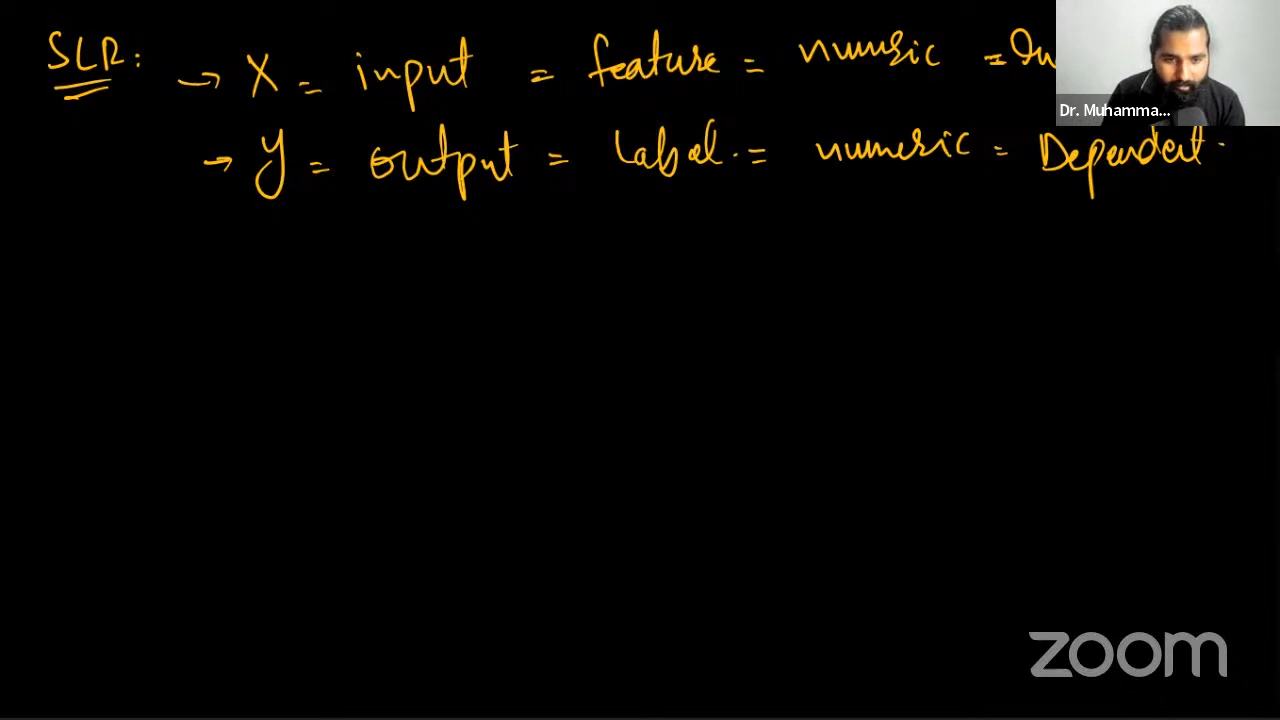 SLR: → X = input = feature = numeric =
→ y = output = label. = numeric = Dependent.
Dr. Muhamma...
zoom